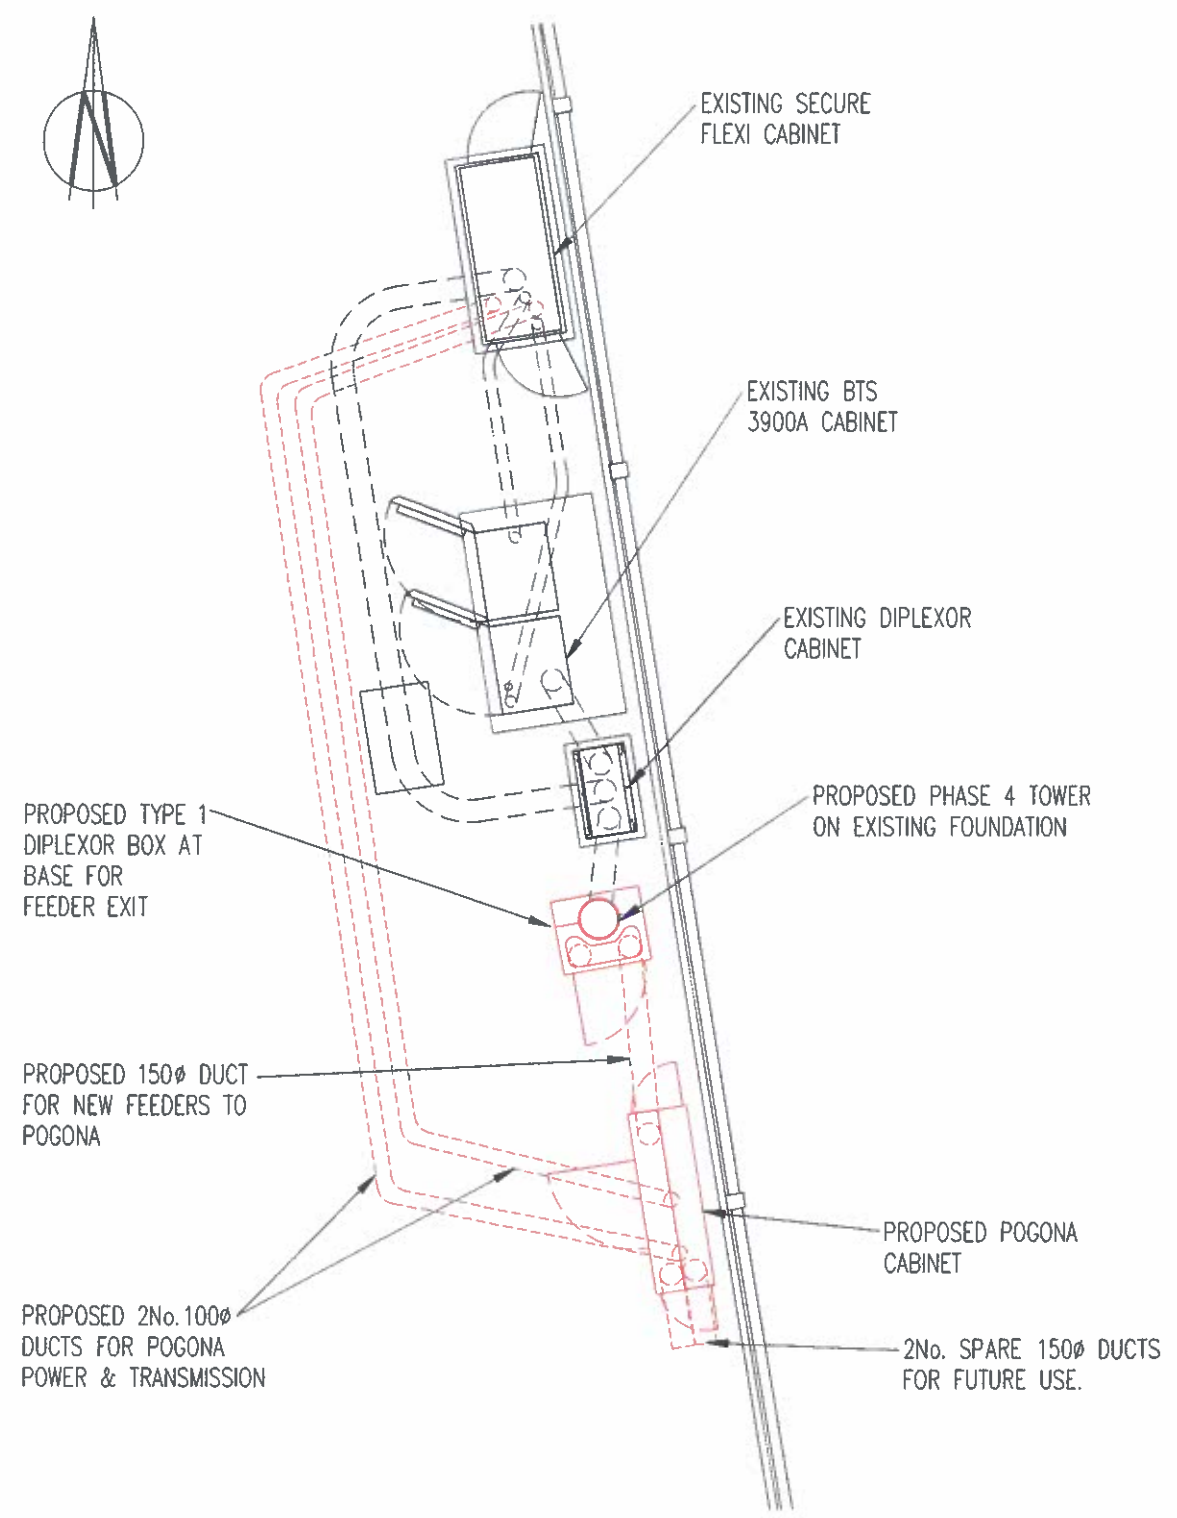 N
EXISTING SECURE
FLEXI CABINET
EXISTING BTS
3900A CABINET
EXISTING DIPLEXOR
CABINET
PROPOSED PHASE 4 TOWER
ON EXISTING FOUNDATION
PROPOSED TYPE 1
DIPLEXOR BOX AT
BASE FOR
FEEDER EXIT
PROPOSED 150ø DUCT
FOR NEW FEEDERS TO
POGONA
PROPOSED POGONA
CABINET
PROPOSED 2No.100ø
DUCTS FOR POGONA
POWER & TRANSMISSION
2No. SPARE 150ø DUCTS
FOR FUTURE USE.